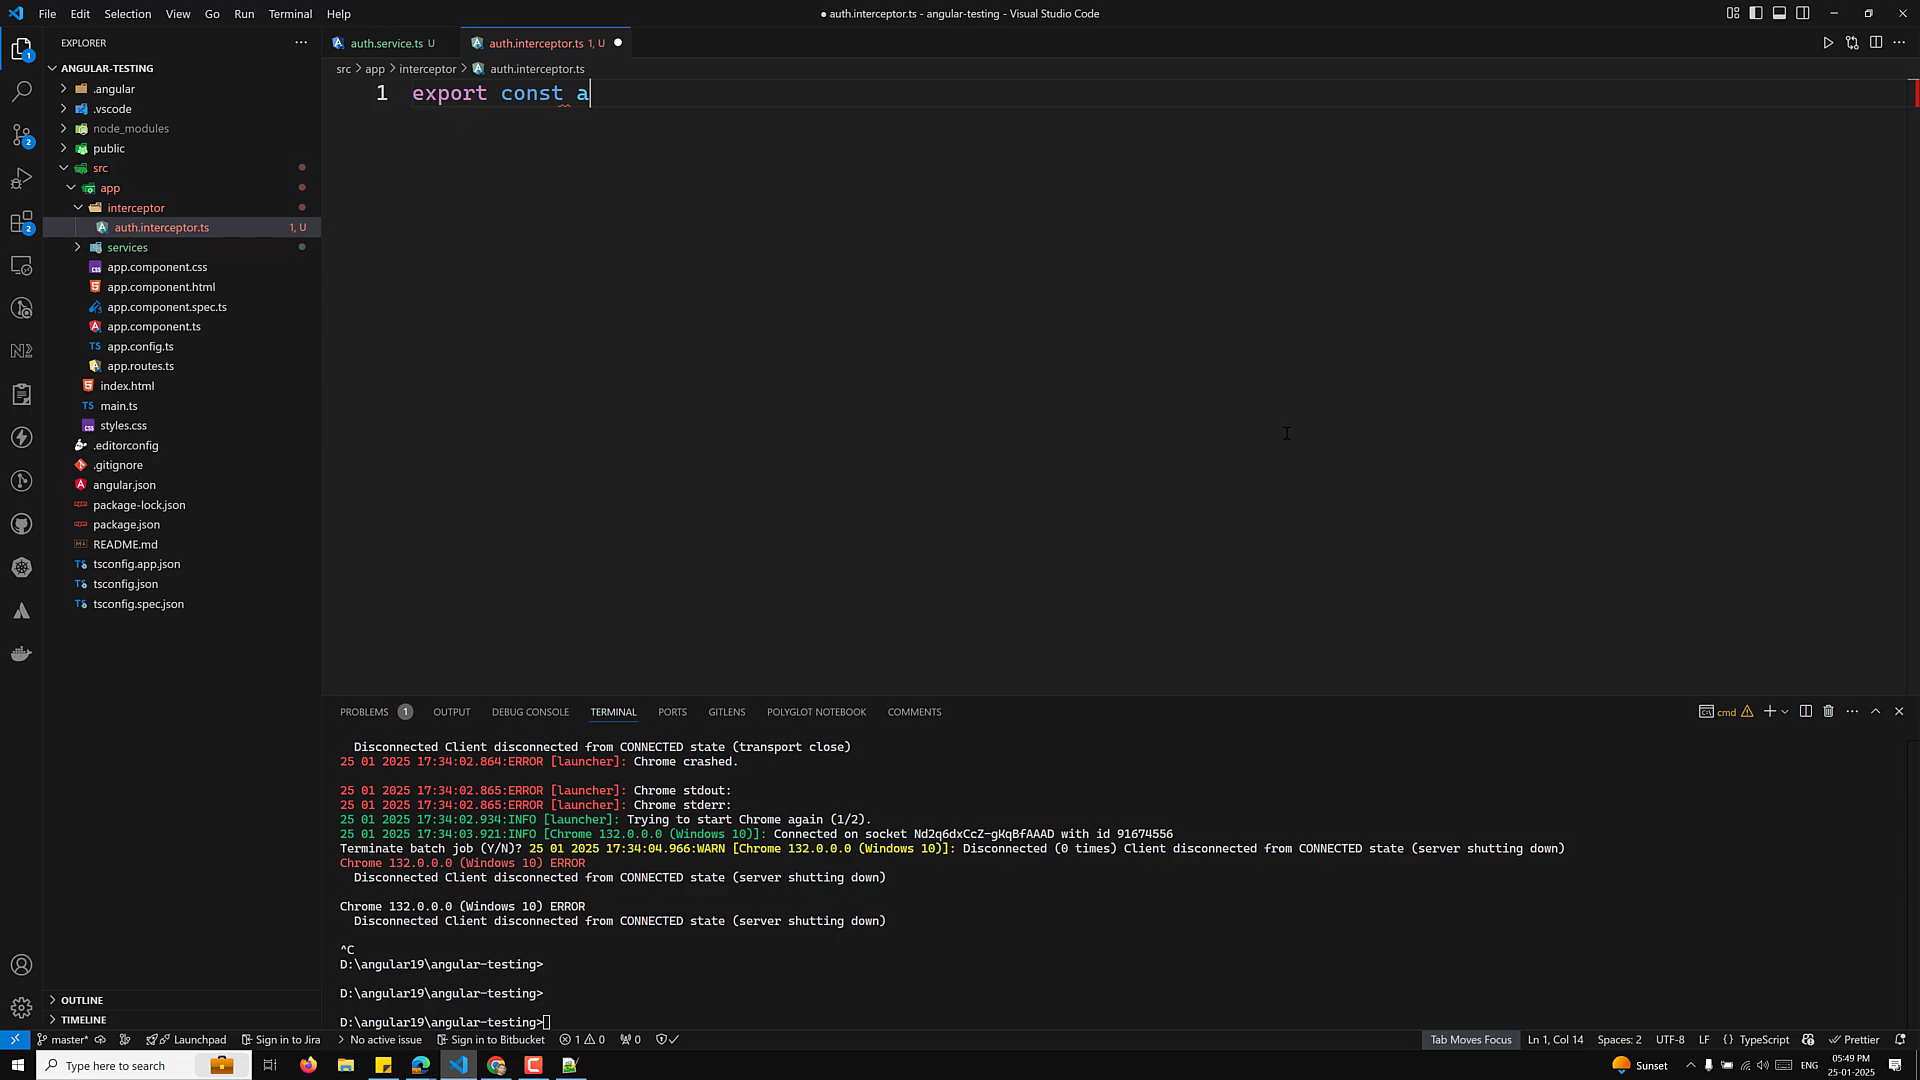 File Edit Selection View Go Run Terminal Help
● auth.interceptor.ts - angular-testing - Visual Studio Code
EXPLORER
auth.service.ts U
auth.interceptor.ts 1, U
ANGULAR-TESTING
src > app > interceptor > auth.interceptor.ts
1 export const a
.angular
.vscode
node_modules
public
src
app
interceptor
auth.interceptor.ts 1, U
services
app.component.css
app.component.html
app.component.spec.ts
app.component.ts
app.config.ts
app.routes.ts
index.html
main.ts
styles.css
.editorconfig
.gitignore
angular.json
package-lock.json
package.json
README.md
tsconfig.app.json
tsconfig.json
tsconfig.spec.json
OUTLINE
TIMELINE
PROBLEMS 1 OUTPUT DEBUG CONSOLE TERMINAL PORTS GITLENS POLYGLOT NOTEBOOK COMMENTS
cmd
Disconnected Client disconnected from CONNECTED state (transport close)
25 01 2025 17:34:02.864:ERROR [launcher]: Chrome crashed.
25 01 2025 17:34:02.865:ERROR [launcher]: Chrome stdout:
25 01 2025 17:34:02.865:ERROR [launcher]: Chrome stderr:
25 01 2025 17:34:02.934:INFO [launcher]: Trying to start Chrome again (1/2).
25 01 2025 17:34:03.921:INFO [Chrome 132.0.0.0 (Windows 10)]: Connected on socket Nd2q6dxCcZ-gKqBfAAAD with id 91674556
Terminate batch job (Y/N)? 25 01 2025 17:34:04.966:WARN [Chrome 132.0.0.0 (Windows 10)]: Disconnected (0 times) Client disconnected from CONNECTED state (server shutting down)
Chrome 132.0.0.0 (Windows 10) ERROR
Disconnected Client disconnected from CONNECTED state (server shutting down)
Chrome 132.0.0.0 (Windows 10) ERROR
Disconnected Client disconnected from CONNECTED state (server shutting down)
^C
D:\angular19\angular-testing>
D:\angular19\angular-testing>
D:\angular19\angular-testing>
master* Launchpad Sign in to Jira No active issue Sign in to Bitbucket 1 0 0
Tab Moves Focus Ln 1, Col 14 Spaces: 2 UTF-8 LF {} TypeScript Prettier
Type here to search
Sunset
ENG
05:49 PM
25-01-2025